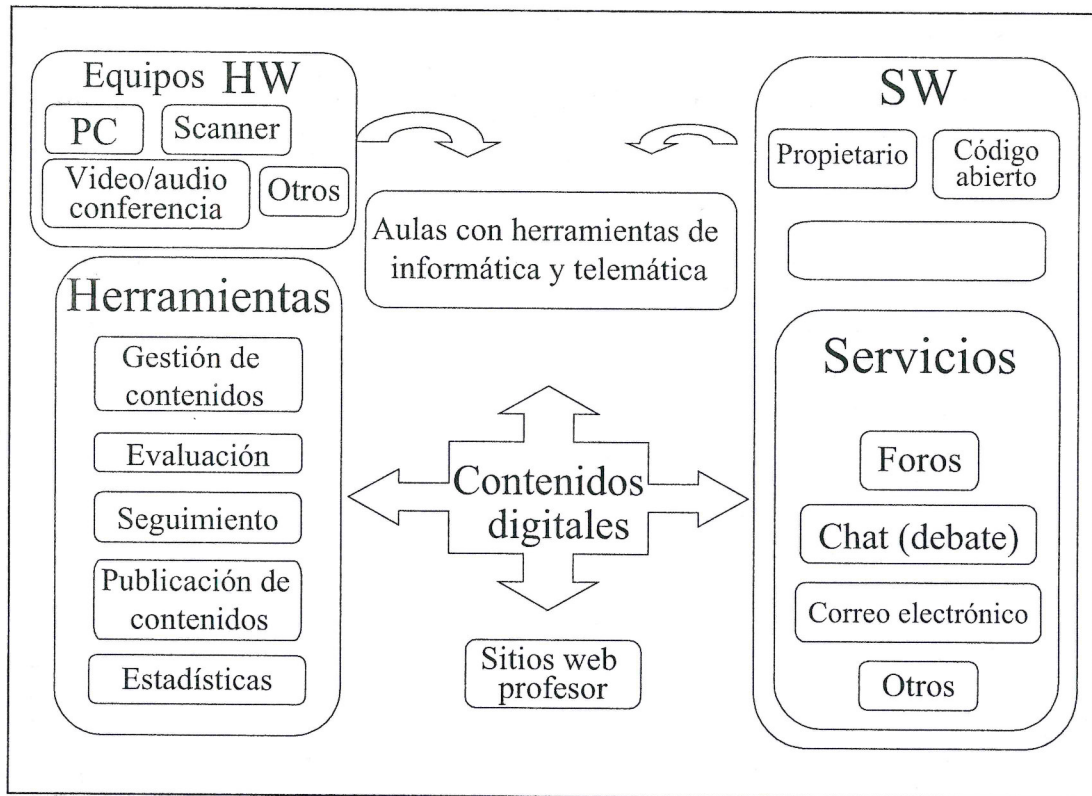 Equipos HW
PC
Scanner
Video/audio
conferencia
Otros
Herramientas
Gestión de
contenidos
Evaluación
Seguimiento
Publicación de
contenidos
Estadísticas
Aulas con herramientas de
informática y telemática
Contenidos
digitales
Sitios web
profesor
SW
Propietario
Código
abierto
Servicios
Foros
Chat (debate)
Correo electrónico
Otros